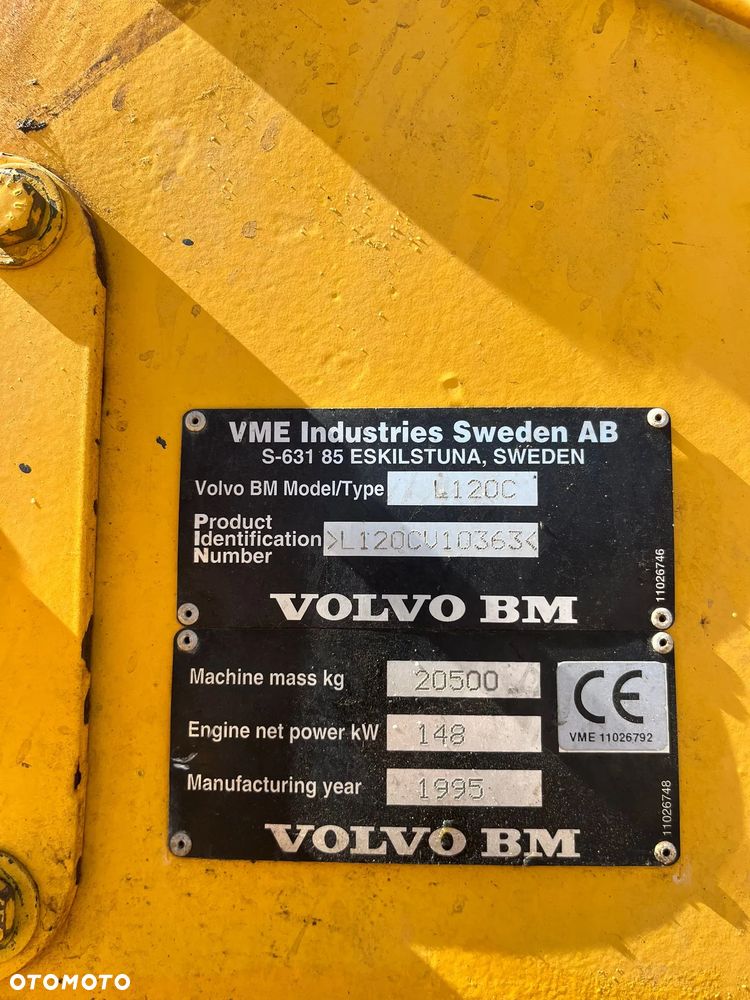 VME Industries Sweden AB
S-631 85 ESKILSTUNA, SWEDEN
Volvo BM Model/Type L120C
Product
Identification >L120CV10363<
Number
11026746
VOLVO BM
Machine mass kg 20500
CE
Engine net power kW 148
VME 11026792
Manufacturing year 1995
11026748
VOLVO BM
OTOMOTO